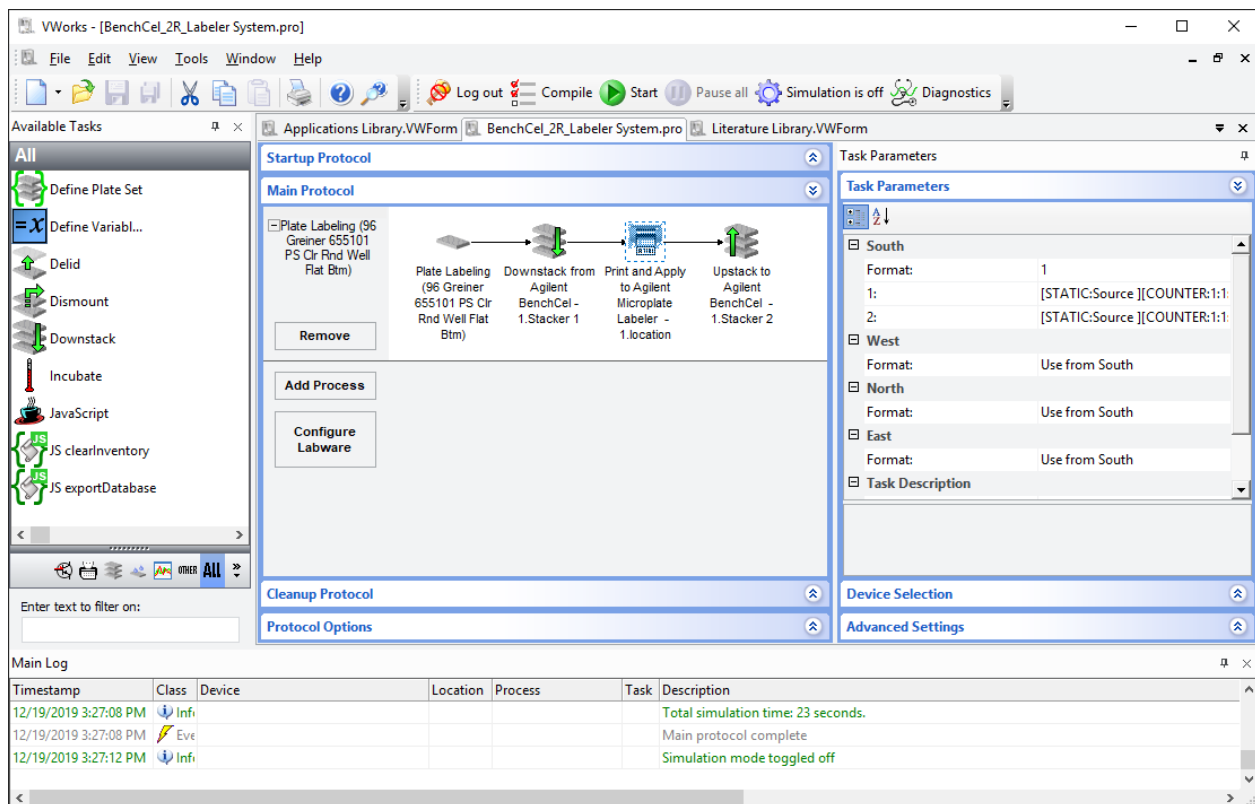 VWorks - [BenchCel_2R_Labeler System.pro]
File Edit View Tools Window Help
Log out Compile Start Pause all Simulation is off Diagnostics
Available Tasks
All
Define Plate Set
=x Define Variabl...
Delid
Dismount
Downstack
Incubate
JavaScript
JS clearInventory
JS exportDatabase
OTHER ALL
Enter text to filter on:
Applications Library.VWForm BenchCel_2R_Labeler System.pro Literature Library.VWForm
Startup Protocol
Main Protocol
Plate Labeling (96
Greiner 655101
PS Clr Rnd Well
Flat Btm)
Remove
Plate Labeling
(96 Greiner
655101 PS Clr
Rnd Well Flat
Btm)
Downstack from
Agilent
BenchCel -
1.Stacker 1
Print and Apply
to Agilent
Microplate
Labeler -
1.location
Upstack to
Agilent
BenchCel -
1.Stacker 2
Add Process
Configure
Labware
Cleanup Protocol
Protocol Options
Task Parameters
Task Parameters
South
Format: 1
1: [STATIC:Source ][COUNTER:1:1:
2: [STATIC:Source ][COUNTER:1:1:
West
Format: Use from South
North
Format: Use from South
East
Format: Use from South
Task Description
Device Selection
Advanced Settings
Main Log
Timestamp Class Device Location Process Task Description
12/19/2019 3:27:08 PM Info Total simulation time: 23 seconds.
12/19/2019 3:27:08 PM Eve Main protocol complete
12/19/2019 3:27:12 PM Info Simulation mode toggled off